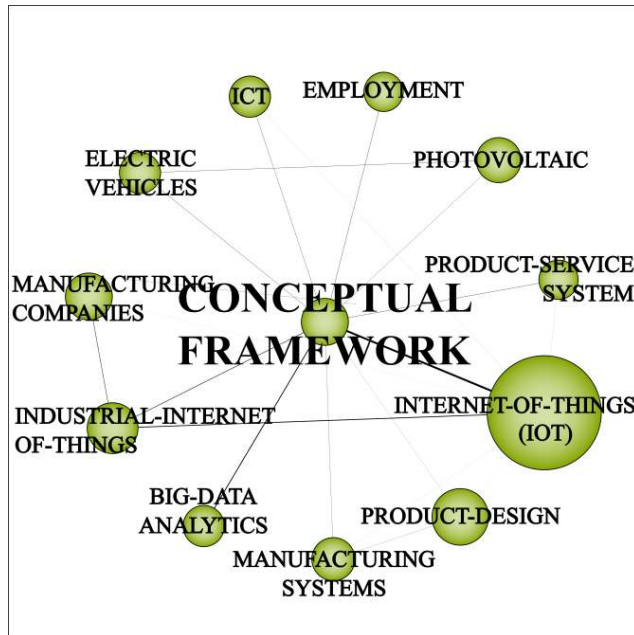 ICT
EMPLOYMENT
ELECTRIC
VEHICLES
PHOTOVOLTAIC
PRODUCT-SERVICE
SYSTEM
MANUFACTURING
COMPANIES
CONCEPTUAL
FRAMEWORK
INTERNET-OF-THINGS
(IOT)
INDUSTRIAL-INTERNET
OF-THINGS
BIG-DATA
ANALYTICS
PRODUCT-DESIGN
MANUFACTURING
SYSTEMS